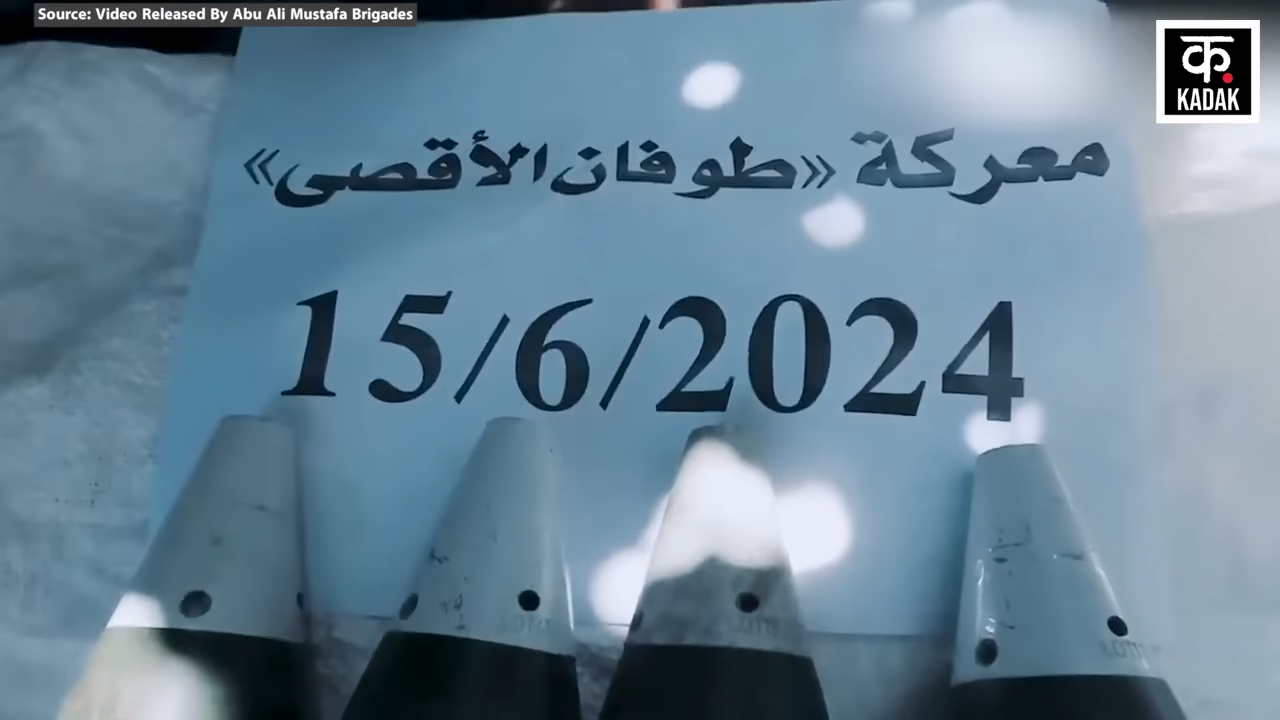 Source: Video Released By Abu Ali Mustafa Brigades
क.
KADAK
معركة «طوفان الأقصى»
15/6/2024